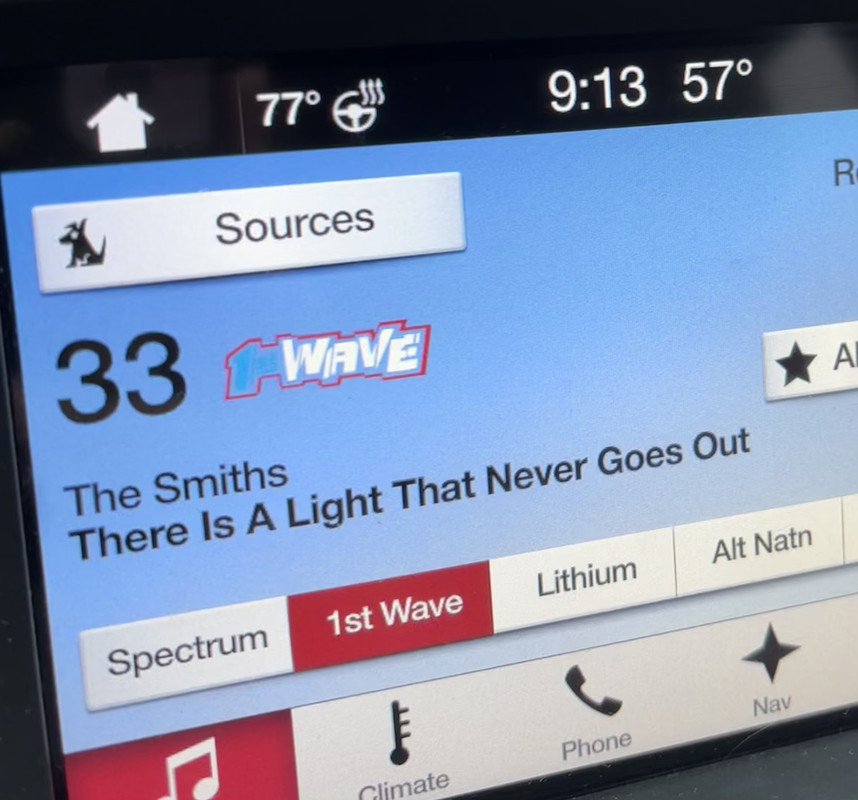 77° 9:13 57°
Sources
33 1st WAVE
The Smiths
There Is A Light That Never Goes Out
Spectrum 1st Wave Lithium Alt Natn
Climate Phone Nav